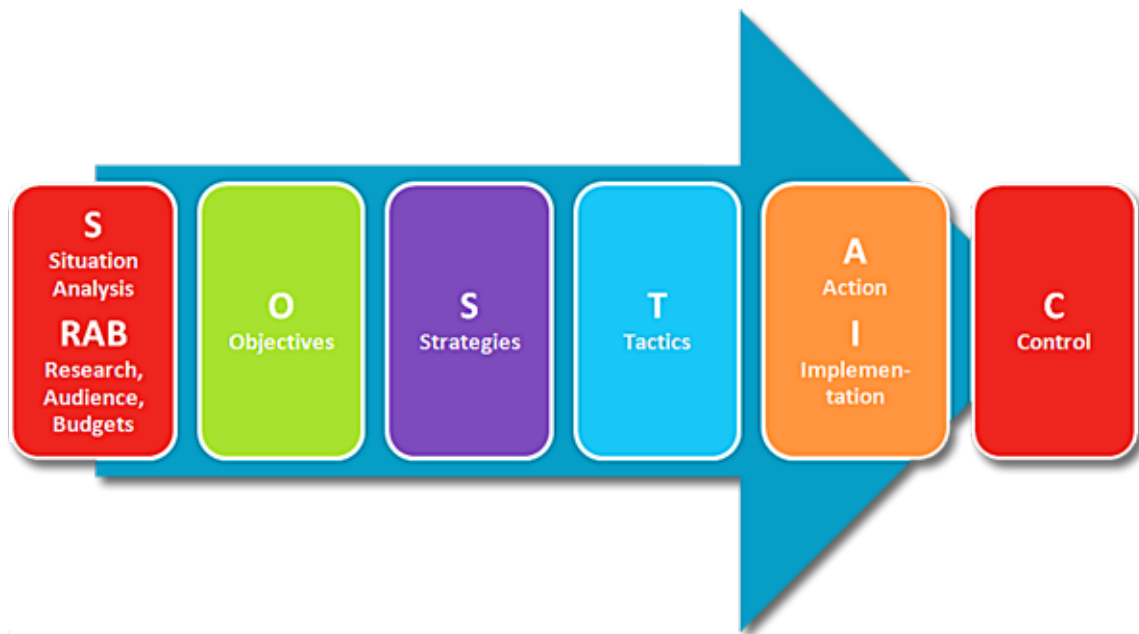 S
Situation
Analysis
RAB
Research,
Audience,
Budgets
O
Objectives
S
Strategies
T
Tactics
A
Action
I
Implemen-
tation
C
Control